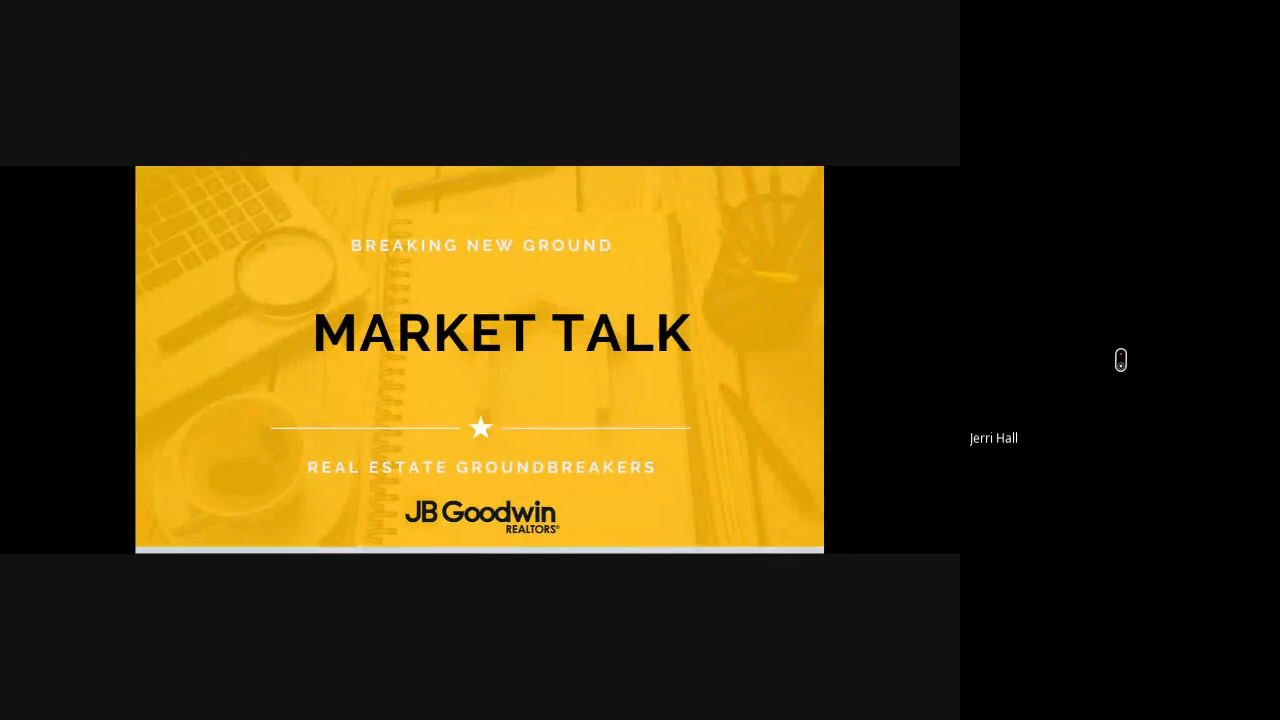 BREAKING NEW GROUND
MARKET TALK
REAL ESTATE GROUNDBREAKERS
JB Goodwin
REALTORS®
Jerri Hall